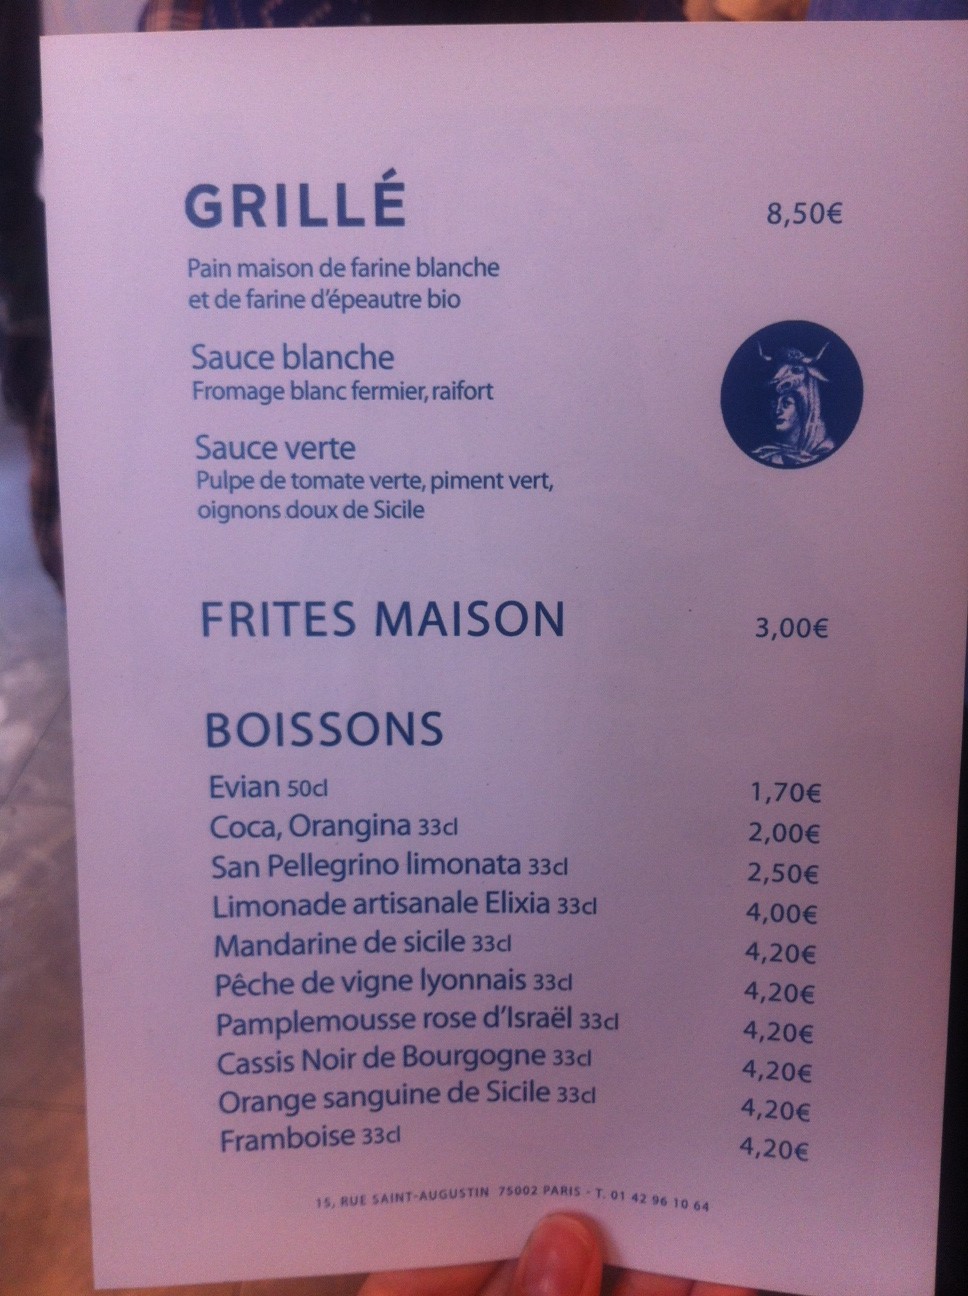 GRILLÉ 8,50€
Pain maison de farine blanche
et de farine d'épeautre bio
Sauce blanche
Fromage blanc fermier, raifort
Sauce verte
Pulpe de tomate verte, piment vert,
oignons doux de Sicile
FRITES MAISON 3,00€
BOISSONS
Evian 50cl 1,70€
Coca, Orangina 33cl 2,00€
San Pellegrino limonata 33cl 2,50€
Limonade artisanale Elixia 33cl 4,00€
Mandarine de sicile 33cl 4,20€
Pêche de vigne lyonnais 33cl 4,20€
Pamplemousse rose d'Israël 33cl 4,20€
Cassis Noir de Bourgogne 33cl 4,20€
Orange sanguine de Sicile 33cl 4,20€
Framboise 33cl 4,20€
15, RUE SAINT-AUGUSTIN 75002 PARIS - T. 01 42 96 10 64